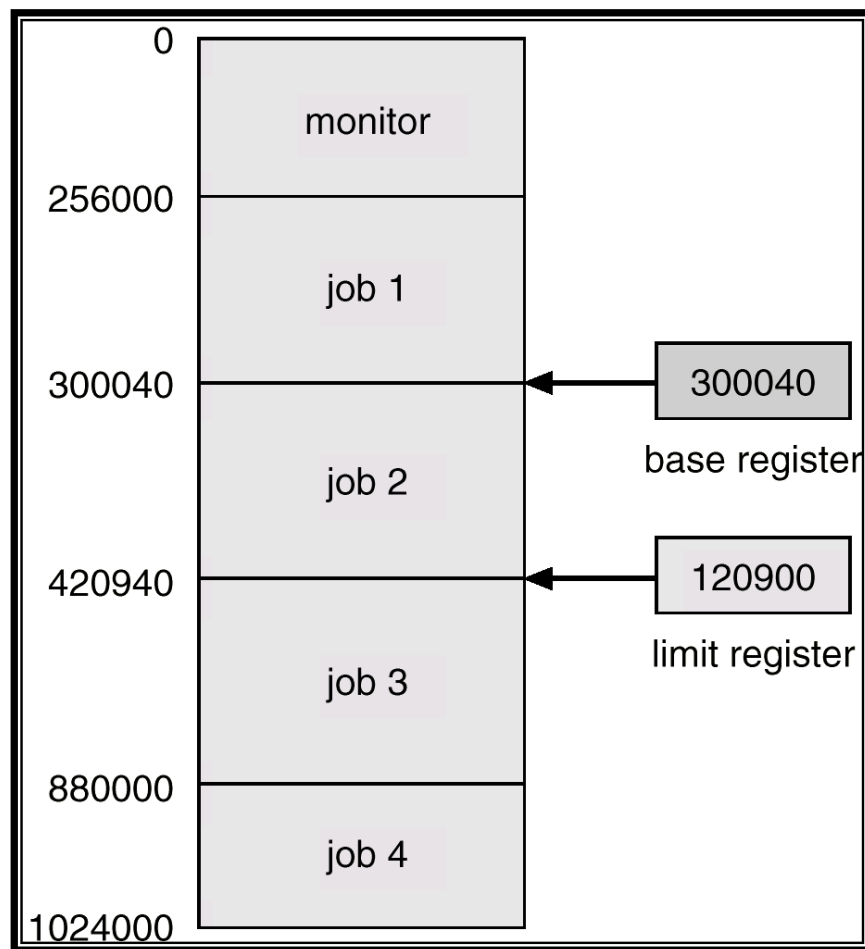 0
monitor
256000
job 1
300040
300040
base register
job 2
420940
120900
limit register
job 3
880000
job 4
1024000